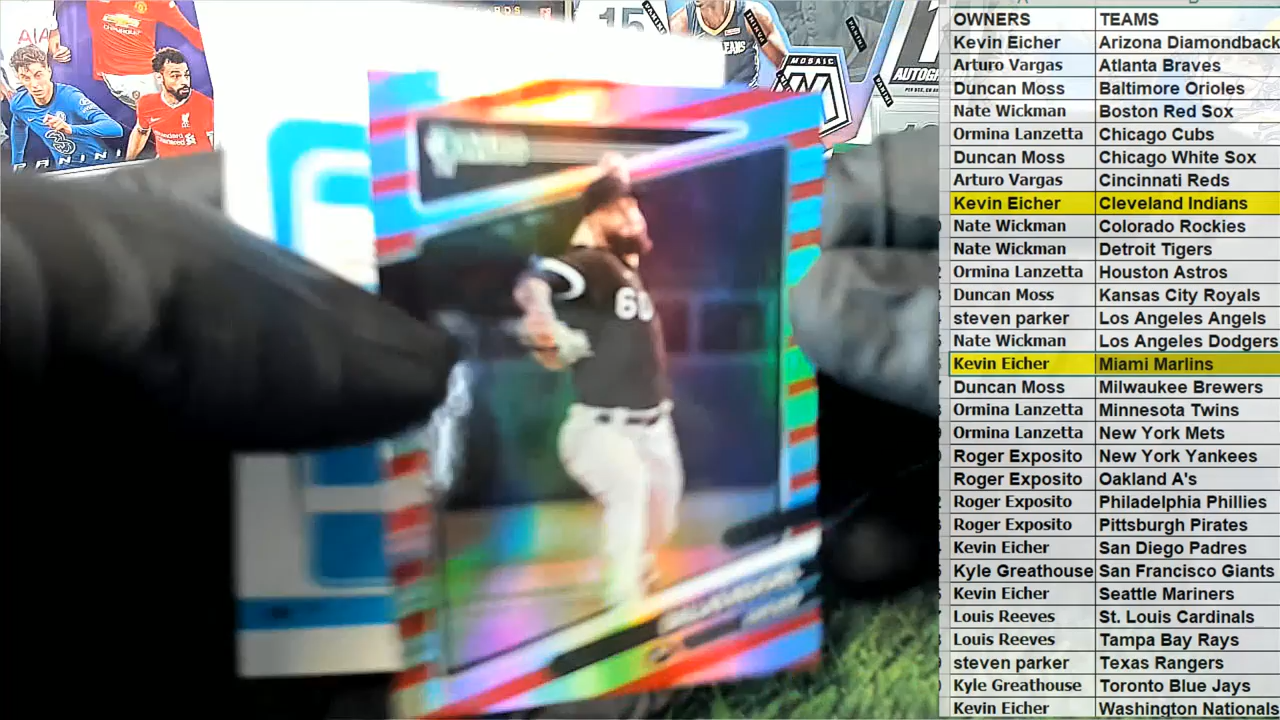 OWNERS TEAMS
Kevin Eicher Arizona Diamondback
Arturo Vargas Atlanta Braves
Duncan Moss Baltimore Orioles
Nate Wickman Boston Red Sox
Ormina Lanzetta Chicago Cubs
Duncan Moss Chicago White Sox
Arturo Vargas Cincinnati Reds
Kevin Eicher Cleveland Indians
Nate Wickman Colorado Rockies
Nate Wickman Detroit Tigers
Ormina Lanzetta Houston Astros
Duncan Moss Kansas City Royals
steven parker Los Angeles Angels
Nate Wickman Los Angeles Dodgers
Kevin Eicher Miami Marlins
Duncan Moss Milwaukee Brewers
Ormina Lanzetta Minnesota Twins
Ormina Lanzetta New York Mets
Roger Exposito New York Yankees
Roger Exposito Oakland A's
Roger Exposito Philadelphia Phillies
Roger Exposito Pittsburgh Pirates
Kevin Eicher San Diego Padres
Kyle Greathouse San Francisco Giants
Kevin Eicher Seattle Mariners
Louis Reeves St. Louis Cardinals
Louis Reeves Tampa Bay Rays
steven parker Texas Rangers
Kyle Greathouse Toronto Blue Jays
Kevin Eicher Washington Nationals
PANINI
15
MOSAIC
M
AUTOGRAPH
60